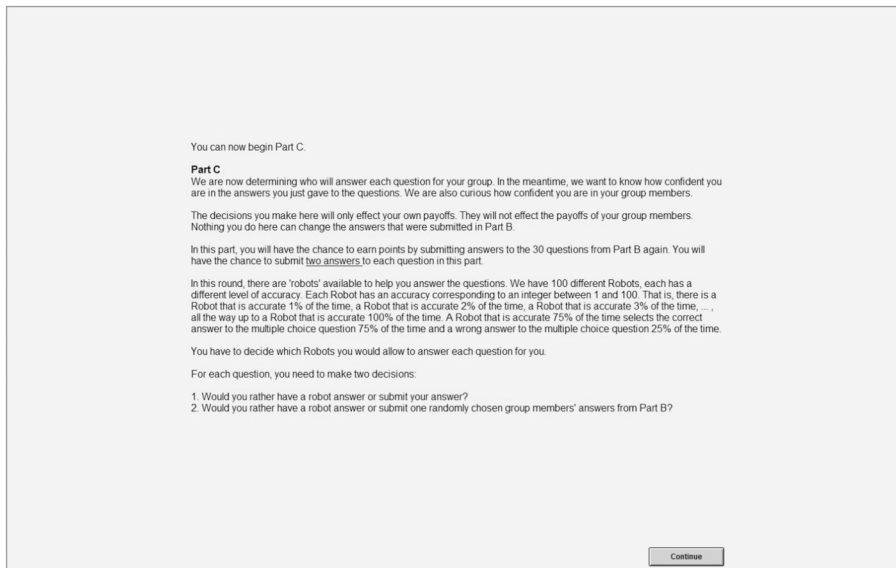 You can now begin Part C.
Part C
We are now determining who will answer each question for your group. In the meantime, we want to know how confident you
are in the answers you just gave to the questions. We are also curious how confident you are in your group members.
The decisions you make here will only effect your own payoffs. They will not effect the payoffs of your group members.
Nothing you do here can change the answers that were submitted in Part B.
In this part, you will have the chance to earn points by submitting answers to the 30 questions from Part B again. You will
have the chance to submit two answers to each question in this part.
In this round, there are 'robots' available to help you answer the questions. We have 100 different Robots, each has a
different level of accuracy. Each Robot has an accuracy corresponding to an integer between 1 and 100. That is, there is a
Robot that is accurate 1% of the time, a Robot that is accurate 2% of the time, a Robot that is accurate 3% of the time, ... ,
all the way up to a Robot that is accurate 100% of the time. A Robot that is accurate 75% of the time selects the correct
answer to the multiple choice question 75% of the time and a wrong answer to the multiple choice question 25% of the time.
You have to decide which Robots you would allow to answer each question for you.
For each question, you need to make two decisions:
1. Would you rather have a robot answer or submit your answer?
2. Would you rather have a robot answer or submit one randomly chosen group members' answers from Part B?
Continue